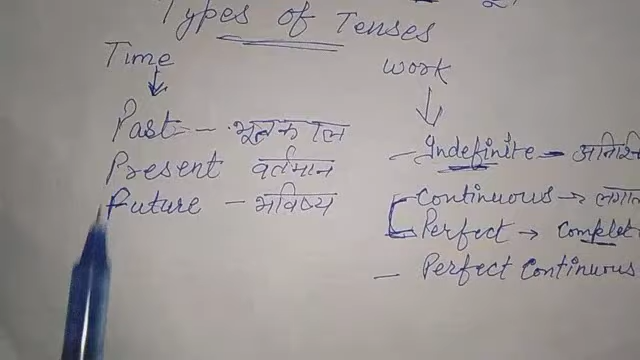 Types of Tenses
Time
Work
Past - भूतकाल
Present वर्तमान
Future - भविष्य
- Indefinite -
Continuous →
Perfect → Complet
- Perfect Continuous